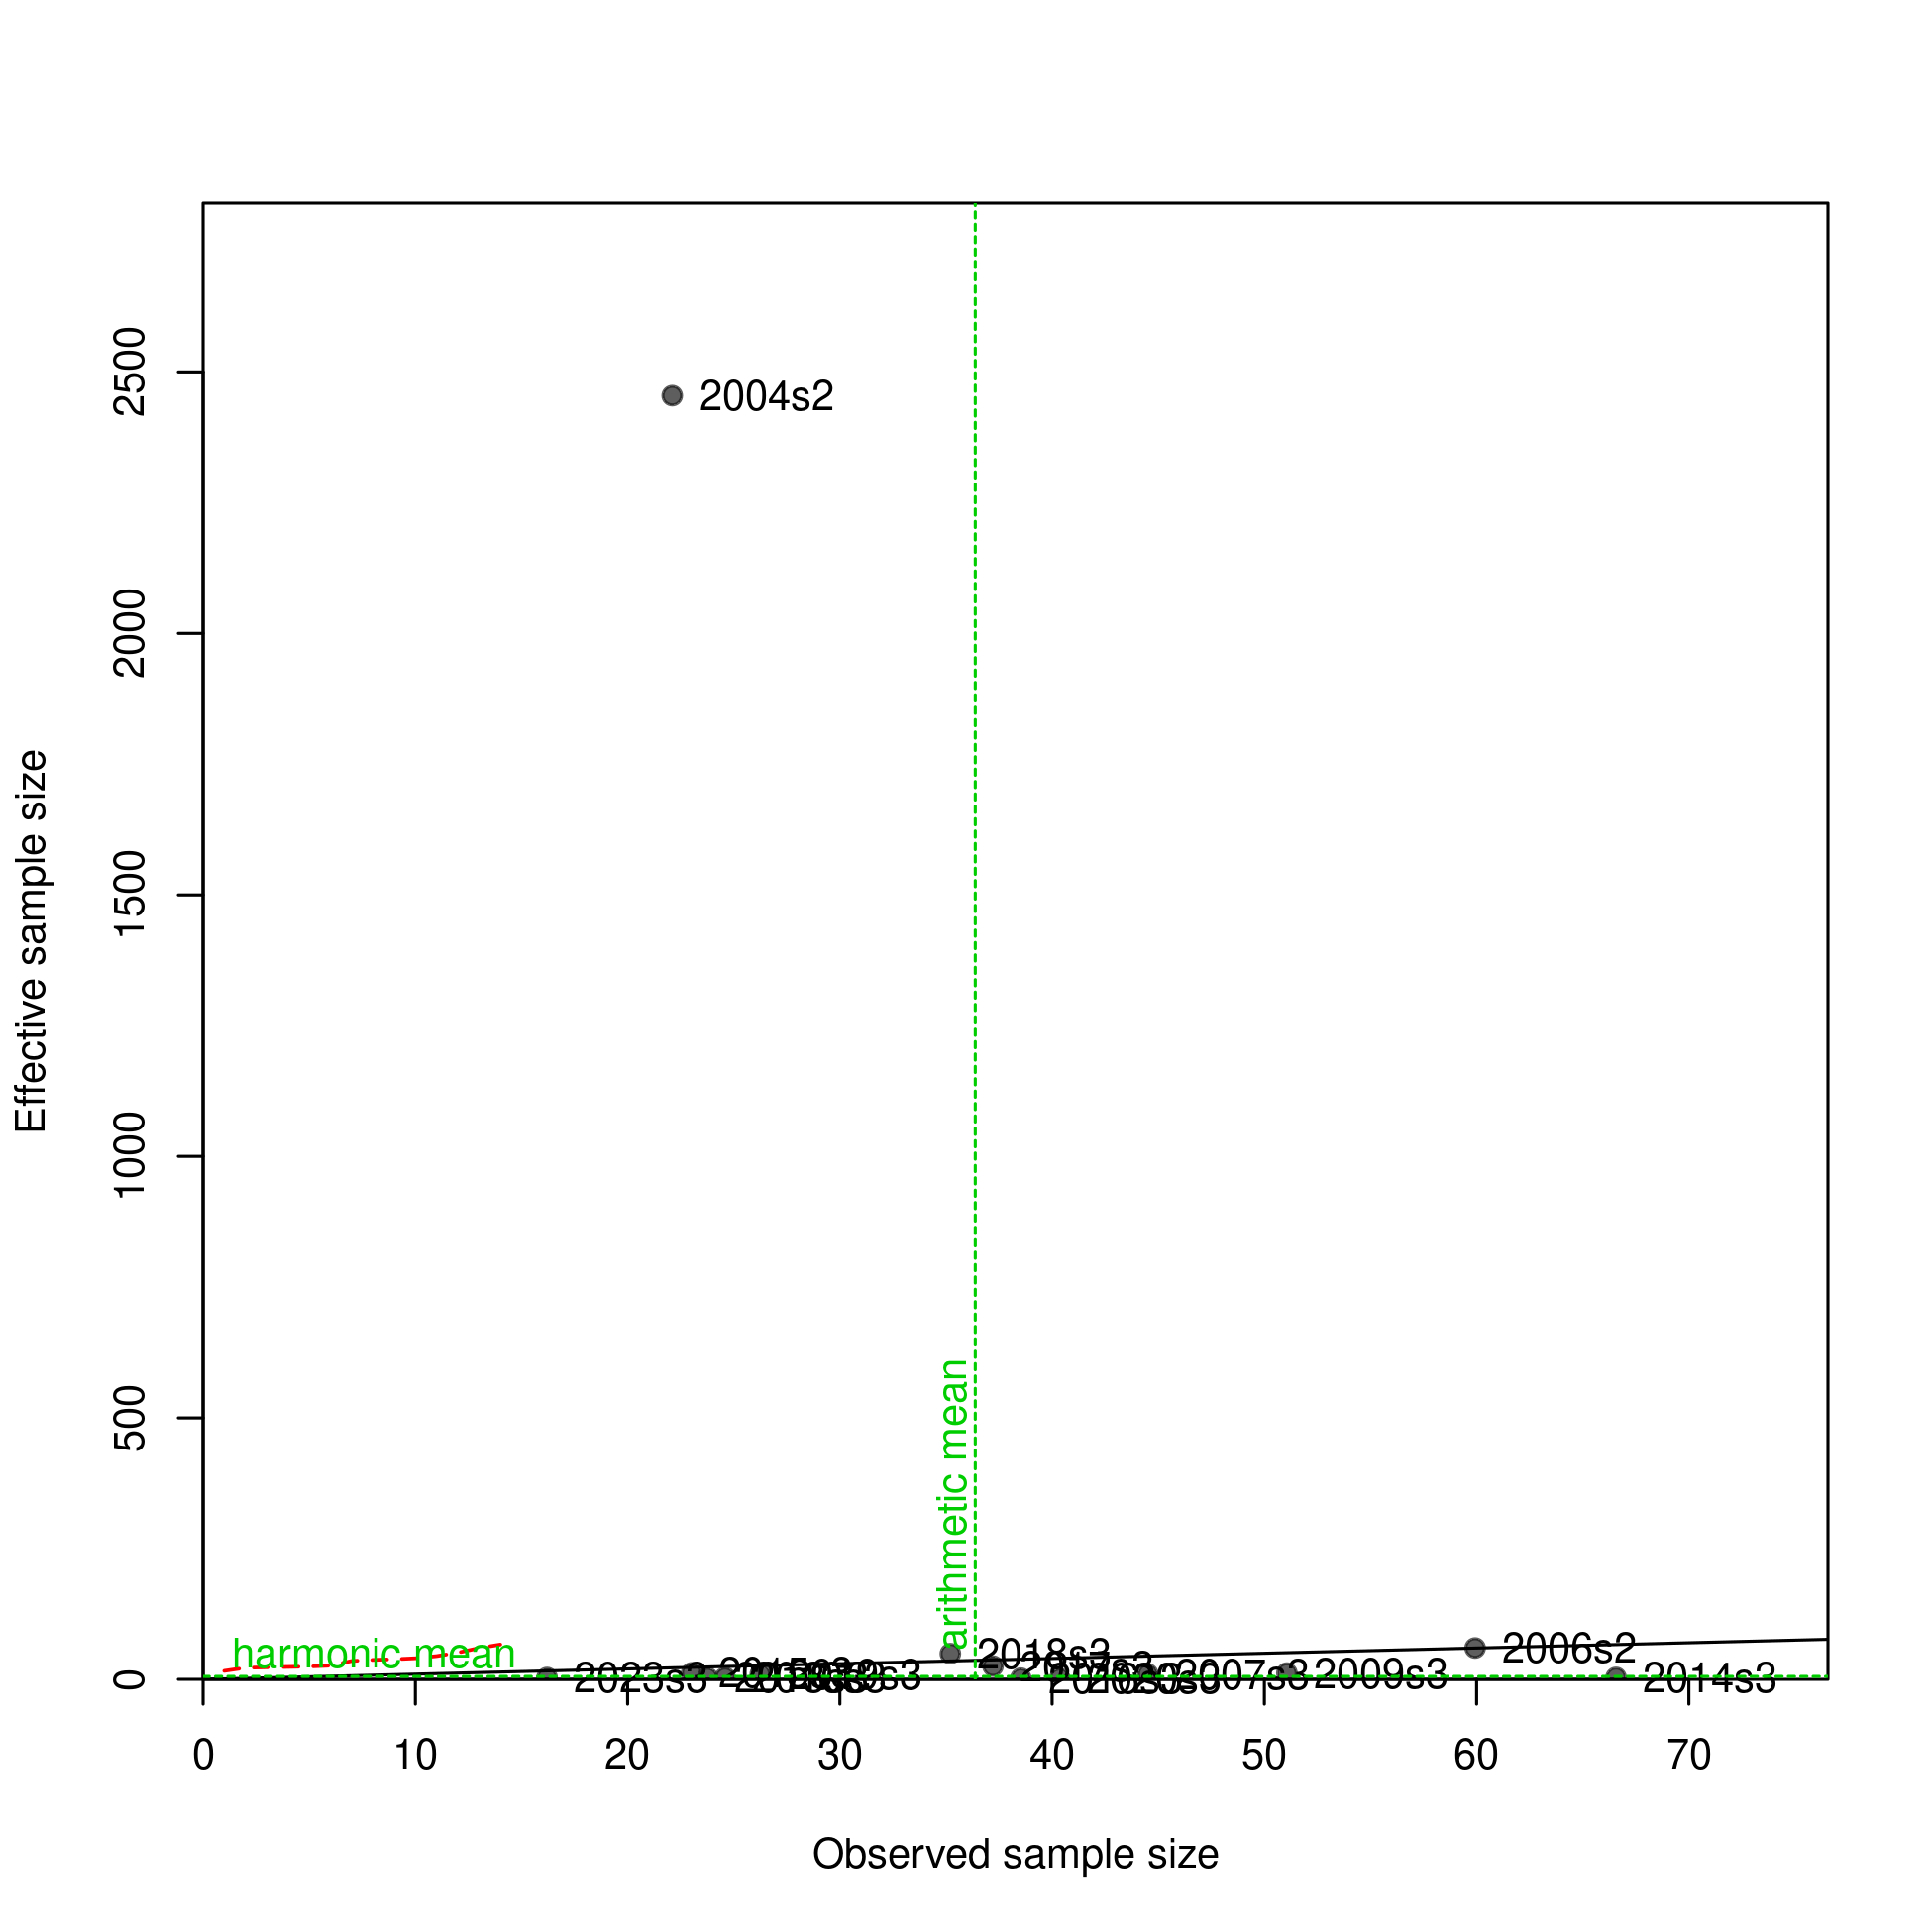 2500
2000
1500
1000
500
0
Effective sample size
2004s2
arithmetic mean
harmonic mean
2018s3
2006s2
2023s3
2009s3
2014s3
0 10 20 30 40 50 60 70
Observed sample size